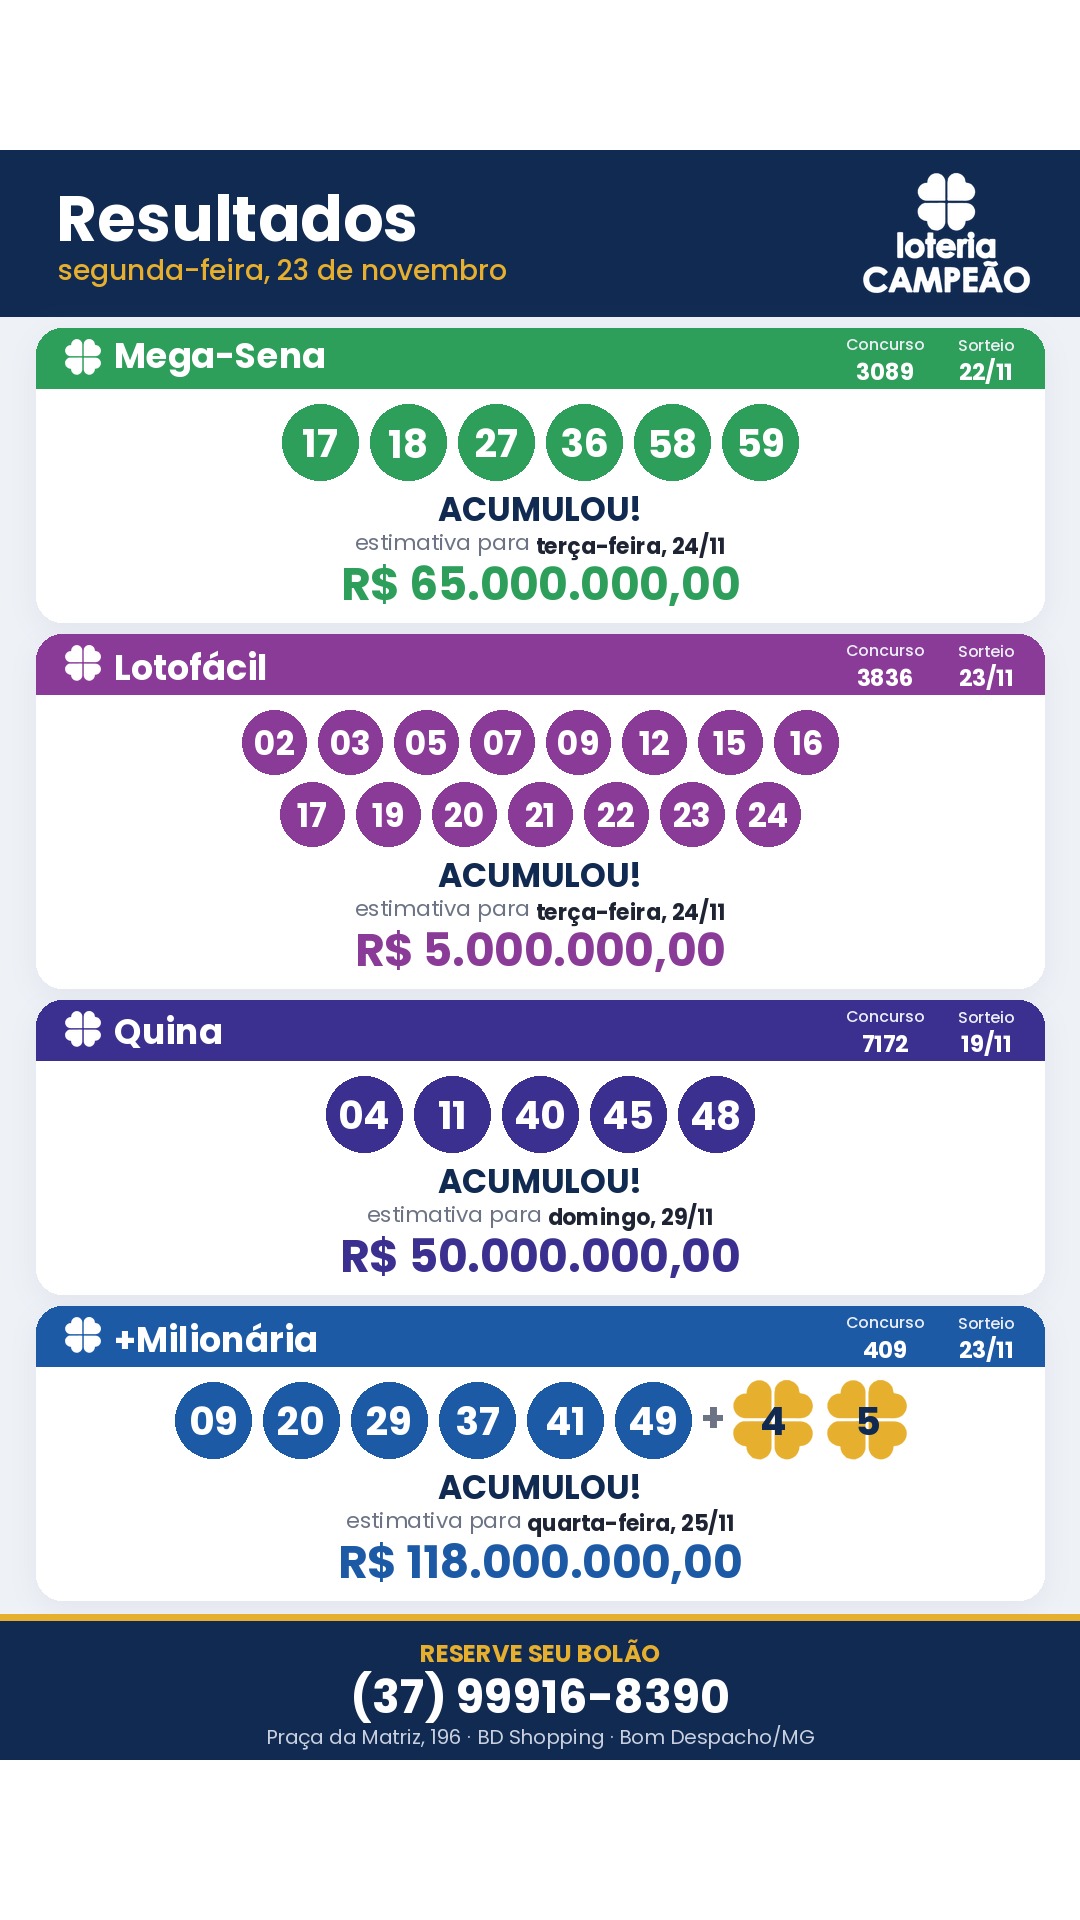 Resultados
segunda-feira, 23 de novembro
loteria
CAMPEÃO
Mega-Sena
Concurso Sorteio
3089 22/11
17 18 27 36 58 59
ACUMULOU!
estimativa para terça-feira, 24/11
R$ 65.000.000,00
Lotofácil
Concurso Sorteio
3836 23/11
02 03 05 07 09 12 15 16
17 19 20 21 22 23 24
ACUMULOU!
estimativa para terça-feira, 24/11
R$ 5.000.000,00
Quina
Concurso Sorteio
7172 19/11
04 11 40 45 48
ACUMULOU!
estimativa para domingo, 29/11
R$ 50.000.000,00
+Milionária
Concurso Sorteio
409 23/11
09 20 29 37 41 49 + 4 5
ACUMULOU!
estimativa para quarta-feira, 25/11
R$ 118.000.000,00
RESERVE SEU BOLÃO
(37) 99916-8390
Praça da Matriz, 196 · BD Shopping · Bom Despacho/MG